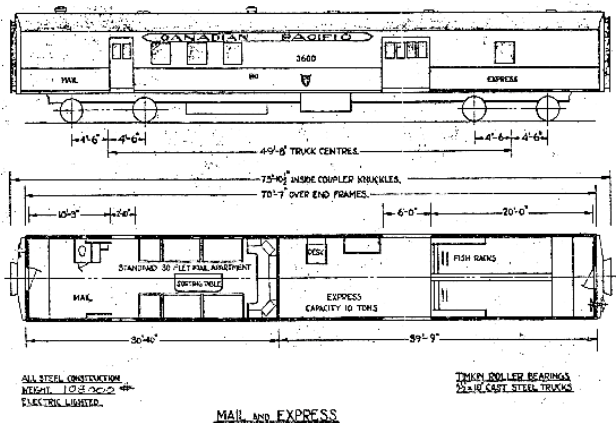 CANADIAN PACIFIC
3600
MAIL
EXPRESS
4'-6" 4'-6" 4'-6" 4'-6"
49'-8" TRUCK CENTRES.
73'-10½" INSIDE COUPLER KNUCKLES.
70'-7" OVER END FRAMES.
10'-3" 6'-0" 20'-0"
DESK
FISH RACKS
STANDARD 30 FEET MAIL APARTMENT
SORTING TABLE
MAIL
EXPRESS
CAPACITY 10 TONS
30'-10" 39'-9"
ALL STEEL CONSTRUCTION
WEIGHT
ELECTRIC LIGHTED
TIMKIN ROLLER BEARINGS
CAST STEEL TRUCKS
MAIL AND EXPRESS